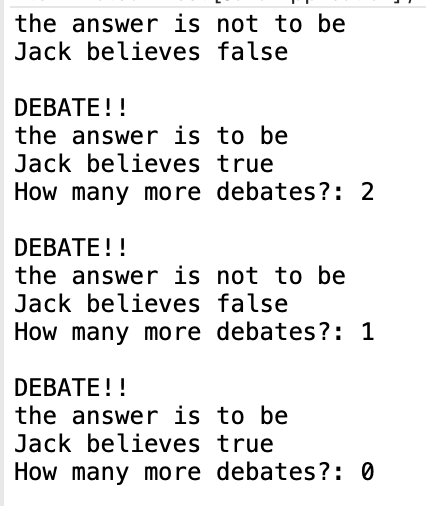 the answer is not to be
Jack believes false
DEBATE!!
the answer is to be
Jack believes true
How many more debates?: 2
DEBATE!!
the answer is not to be
Jack believes false
How many more debates?: 1
DEBATE!!
the answer is to be
Jack believes true
How many more debates?: 0